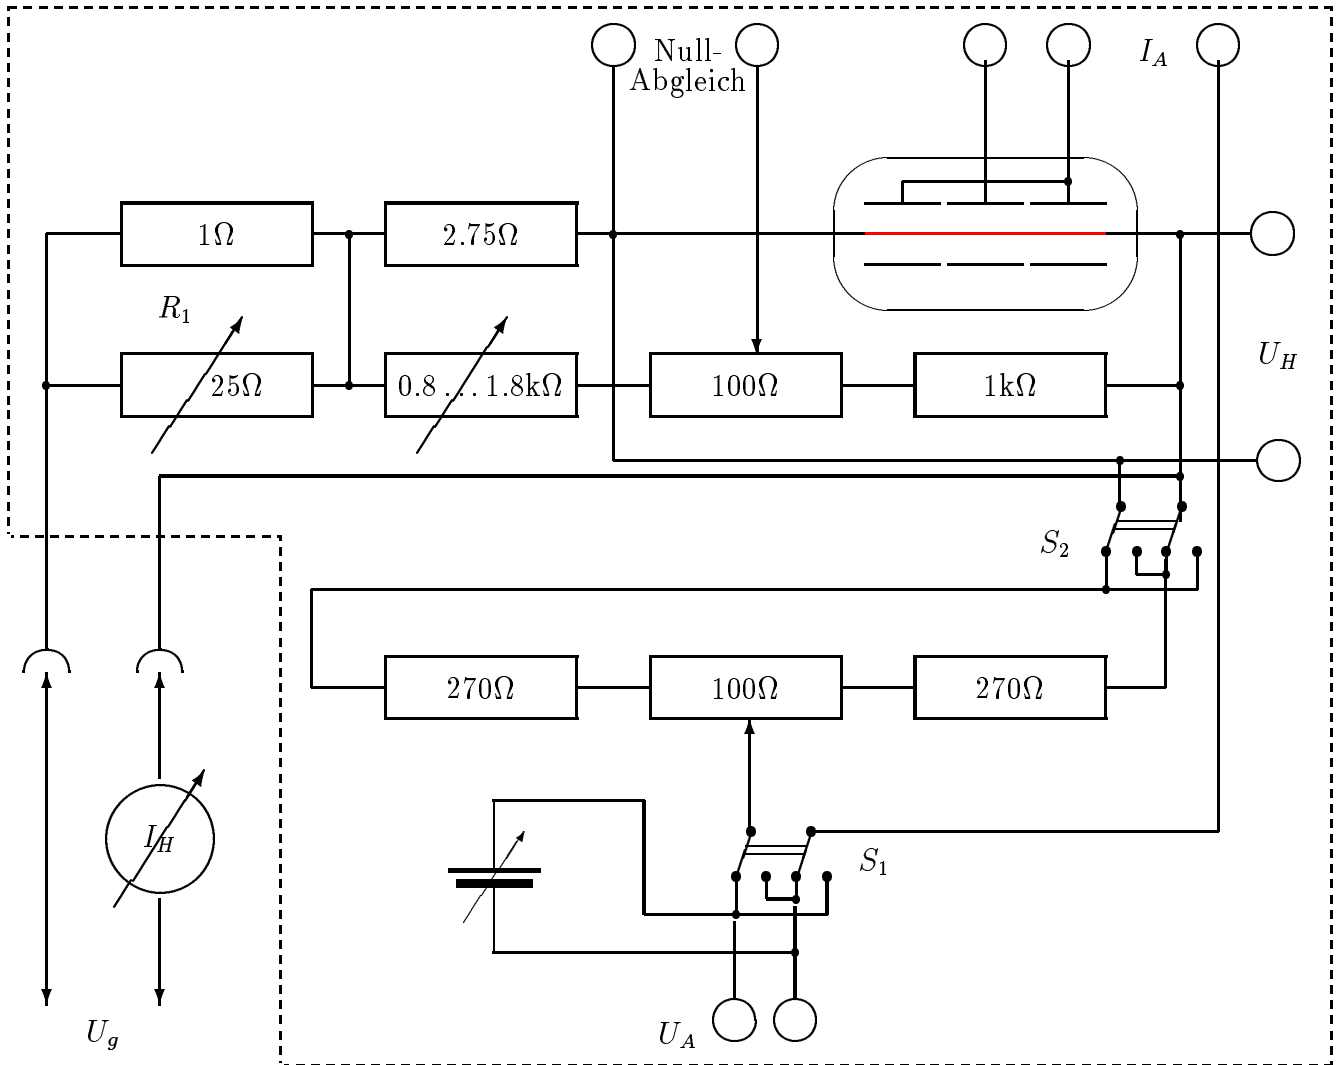 Null-
Abgleich
I_A
1Ω
2.75Ω
R_1
U_H
25Ω
0.8...1.8kΩ
100Ω
1kΩ
S_2
270Ω
100Ω
270Ω
I_H
S_1
U_g
U_A